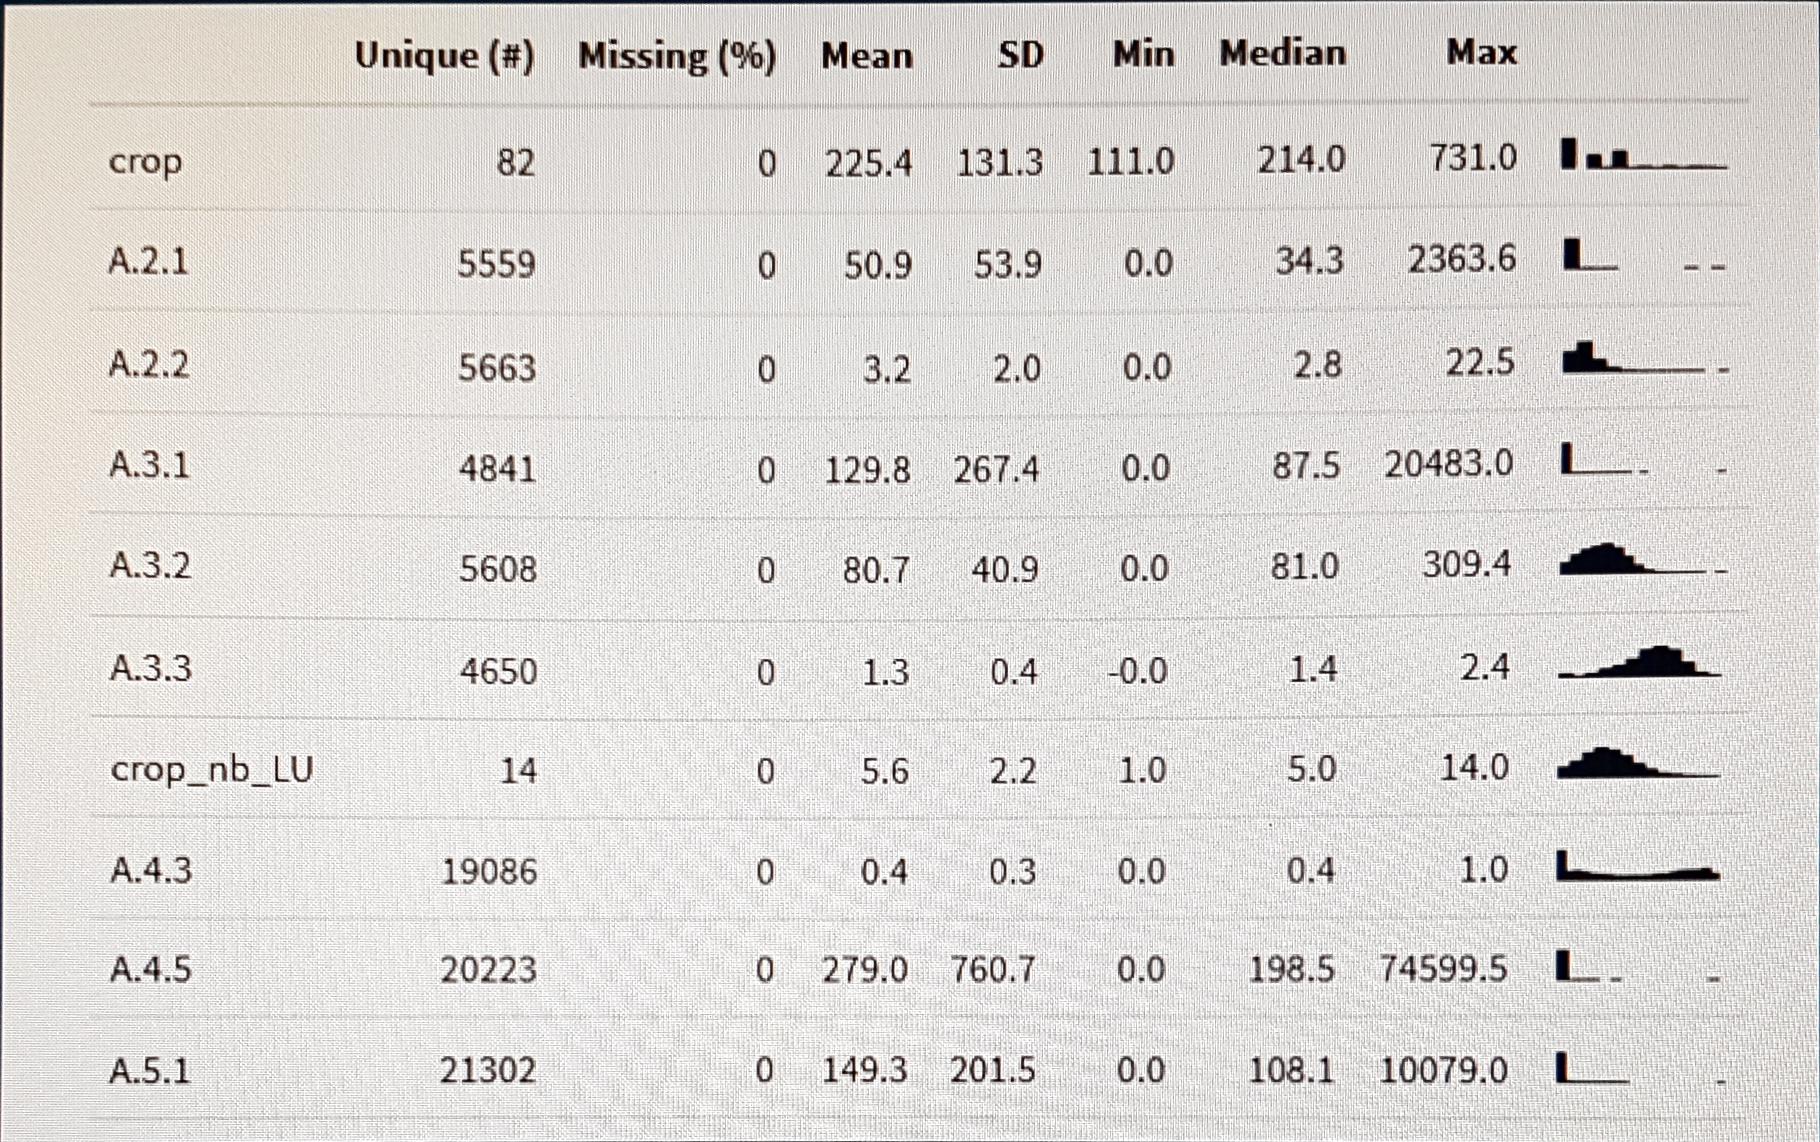 Unique (#) Missing (%) Mean SD Min Median Max
crop 82 0 225.4 131.3 111.0 214.0 731.0
A.2.1 5559 0 50.9 53.9 0.0 34.3 2363.6
A.2.2 5663 0 3.2 2.0 0.0 2.8 22.5
A.3.1 4841 0 129.8 267.4 0.0 87.5 20483.0
A.3.2 5608 0 80.7 40.9 0.0 81.0 309.4
A.3.3 4650 0 1.3 0.4 -0.0 1.4 2.4
crop_nb_LU 14 0 5.6 2.2 1.0 5.0 14.0
A.4.3 19086 0 0.4 0.3 0.0 0.4 1.0
A.4.5 20223 0 279.0 760.7 0.0 198.5 74599.5
A.5.1 21302 0 149.3 201.5 0.0 108.1 10079.0